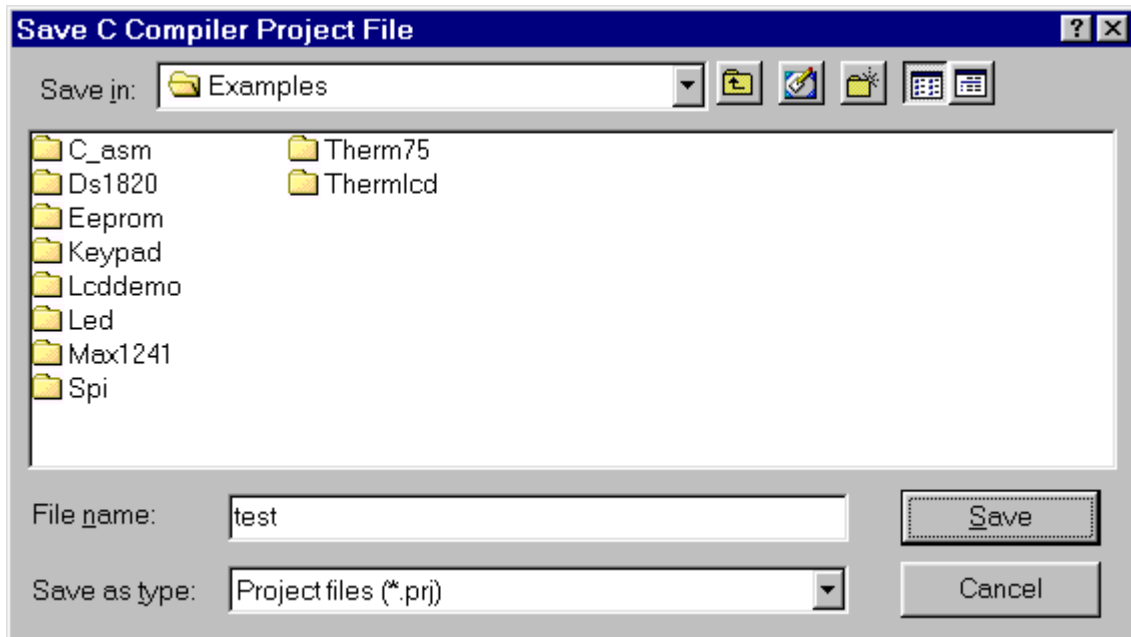 Save C Compiler Project File
Save in: Examples
C_asm Therm75
Ds1820 Thermlcd
Eeprom
Keypad
Lcddemo
Led
Max1241
Spi
File name: test Save
Save as type: Project files (*.prj) Cancel